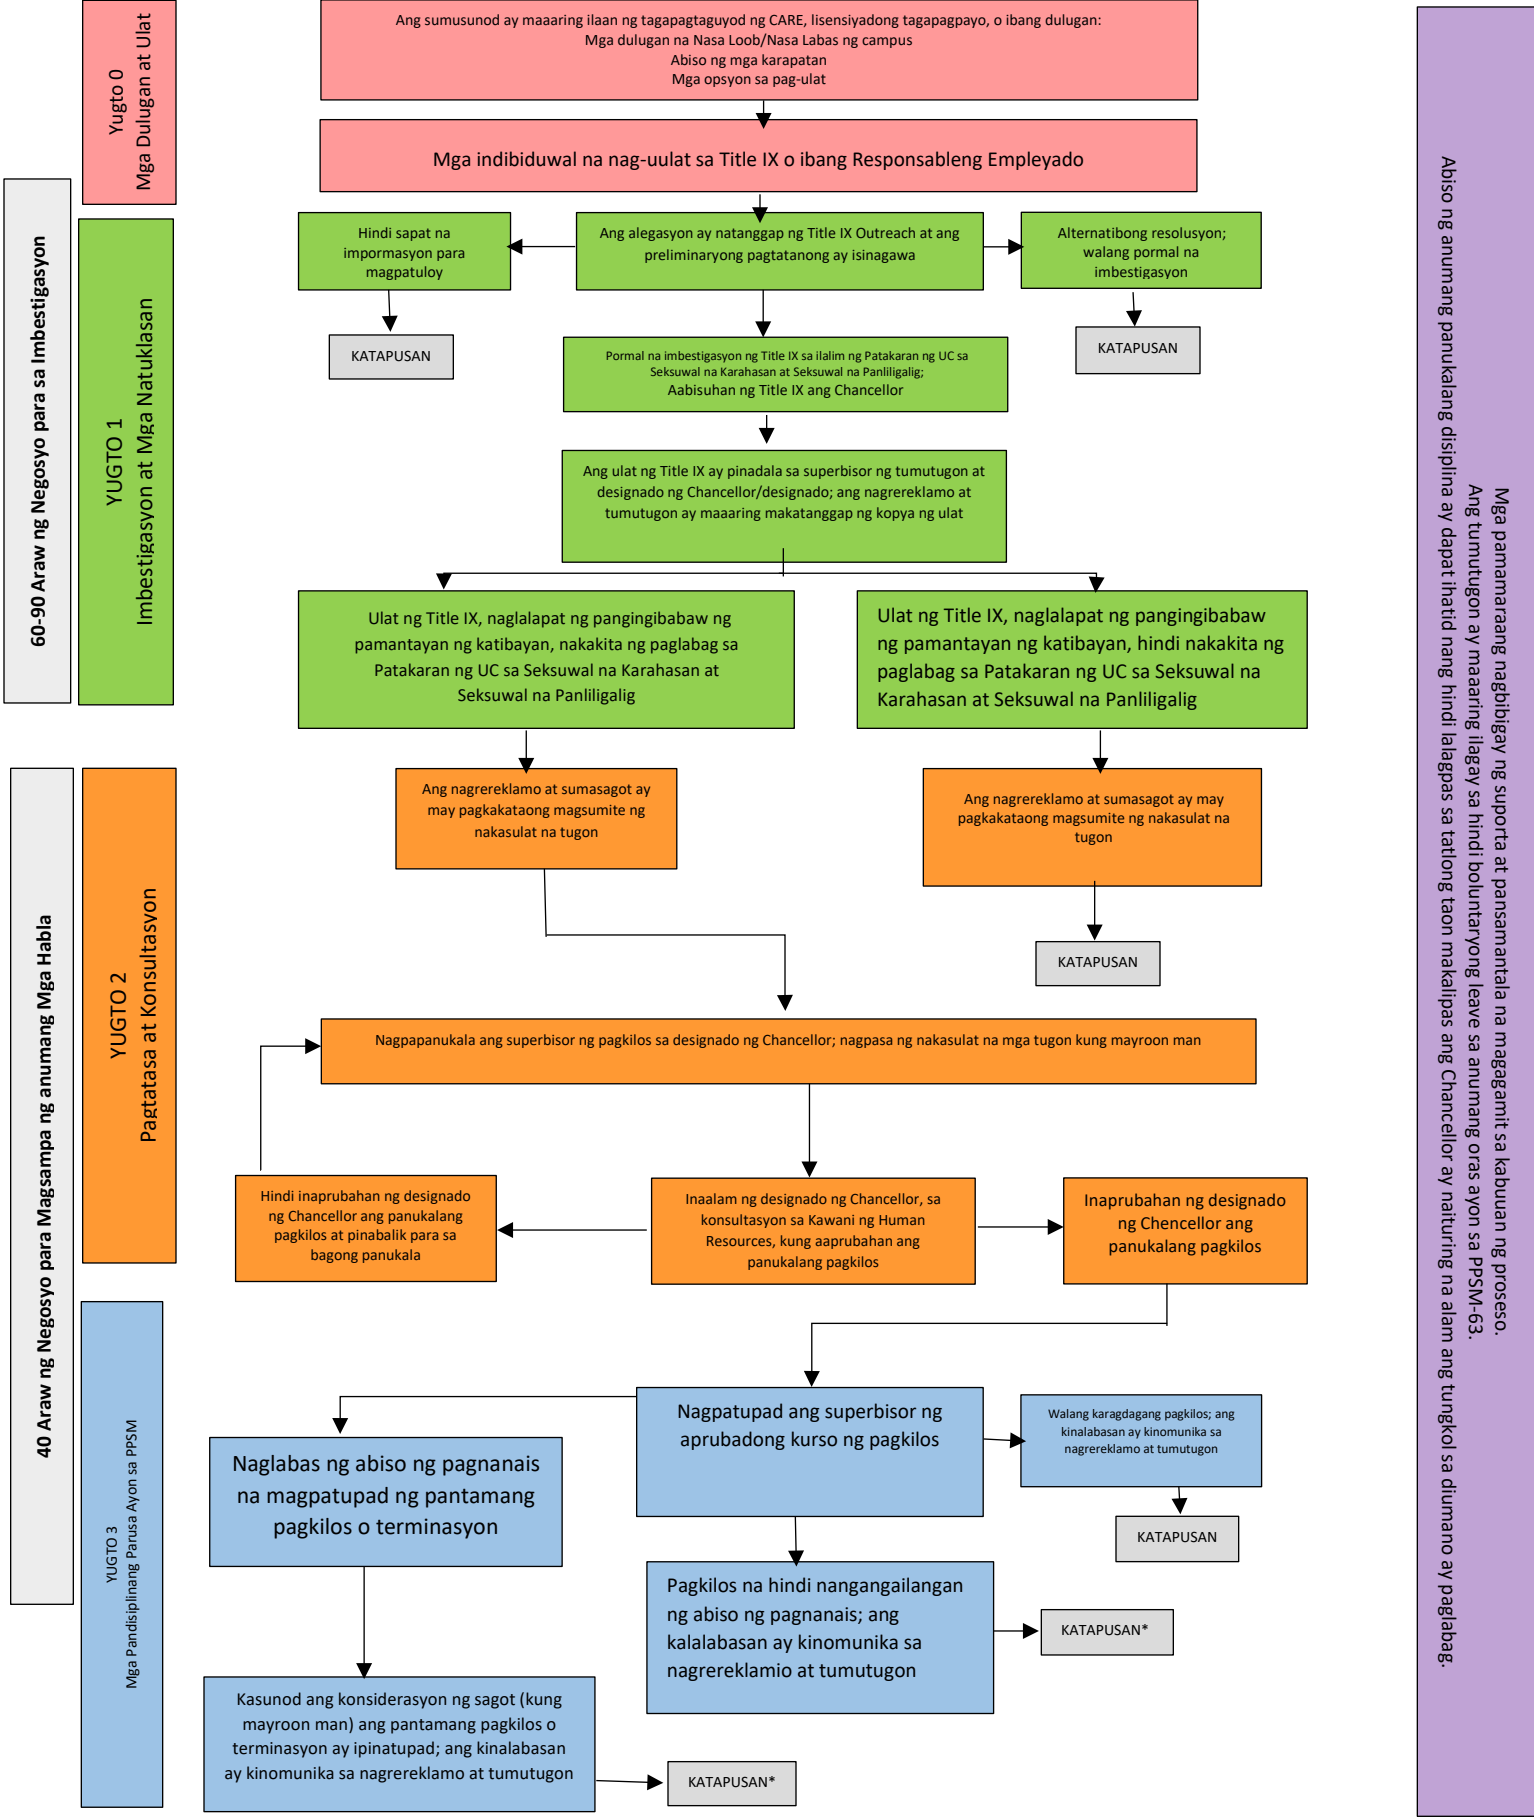 Ang sumusunod ay maaaring ilaan ng tagapagtaguyod ng CARE, lisensiyadong tagapagpayo, o ibang dulugan:
Mga dulugan na Nasa Loob/Nasa Labas ng campus
Abiso ng mga karapatan
Mga opsyon sa pag-ulat
Yugto 0
Mga Dulugan at Ulat
Mga indibiduwal na nag-uulat sa Title IX o ibang Responsableng Empleyado
60-90 Araw ng Negosyo para sa Imbestigasyon
YUGTO 1
Imbestigasyon at Mga Natuklasan
Hindi sapat na
impormasyon para
magpatuloy
Ang alegasyon ay natanggap ng Title IX Outreach at ang
preliminaryong pagtatanong ay isinagawa
Alternatibong resolusyon;
walang pormal na
imbestigasyon
KATAPUSAN
KATAPUSAN
Pormal na imbestigasyon ng Title IX sa ilalim ng Patakaran ng UC sa
Seksuwal na Karahasan at Seksuwal na Panliligalig;
Aabisuhan ng Title IX ang Chancellor
Ang ulat ng Title IX ay pinadala sa superbisor ng tumutugon at
designado ng Chancellor/designado; ang nagrereklamo at
tumutugon ay maaaring makatanggap ng kopya ng ulat
Ulat ng Title IX, naglalapat ng pangingibabaw ng
pamantayan ng katibayan, nakakita ng paglabag sa
Patakaran ng UC sa Seksuwal na Karahasan at
Seksuwal na Panliligalig
Ulat ng Title IX, naglalapat ng pangingibabaw
ng pamantayan ng katibayan, hindi nakakita ng
paglabag sa Patakaran ng UC sa Seksuwal na
Karahasan at Seksuwal na Panliligalig
40 Araw ng Negosyo para Magsampa ng anumang Mga Habla
YUGTO 2
Pagtatasa at Konsultasyon
Ang nagrereklamo at sumasagot ay
may pagkakataong magsumite ng
nakasulat na tugon
Ang nagrereklamo at sumasagot ay may
pagkakataong magsumite ng nakasulat na
tugon
KATAPUSAN
Nagpapanukala ang superbisor ng pagkilos sa designado ng Chancellor; nagpasa ng nakasulat na mga tugon kung mayroon man
Hindi inaprubahan ng designado
ng Chancellor ang panukalang
pagkilos at pinabalik para sa
bagong panukala
Inaalam ng designado ng Chancellor, sa
konsultasyon sa Kawani ng Human
Resources, kung aaprubahan ang
panukalang pagkilos
Inaprubahan ng designado
ng Chencellor ang
panukalang pagkilos
YUGTO 3
Mga Pandisiplinang Parusa Ayon sa PPSM
Nagpatupad ang superbisor ng
aprubadong kurso ng pagkilos
Walang karagdagang pagkilos; ang
kinalabasan ay kinomunika sa
nagrereklamo at tumutugon
KATAPUSAN
Naglabas ng abiso ng pagnanais
na magpatupad ng pantamang
pagkilos o terminasyon
Pagkilos na hindi nangangailangan
ng abiso ng pagnanais; ang
kalalabasan ay kinomunika sa
nagrereklamio at tumutugon
KATAPUSAN*
Kasunod ang konsiderasyon ng sagot (kung
mayroon man) ang pantamang pagkilos o
terminasyon ay ipinatupad; ang kinalabasan
ay kinomunika sa nagrereklamo at tumutugon
KATAPUSAN*
Mga pamamaraang nagbibigay ng suporta at pansamantala na magagamit sa kabuuan ng proseso.
Ang tumutugon ay maaaring ilagay sa hindi boluntaryong leave sa anumang oras ayon sa PPSM-63.
Abiso ng anumang panukalang disiplina ay dapat ihatid nang hindi lalagpas sa tatlong taon makalipas ang Chancellor ay naituring na alam ang tungkol sa diumano ay paglabag.